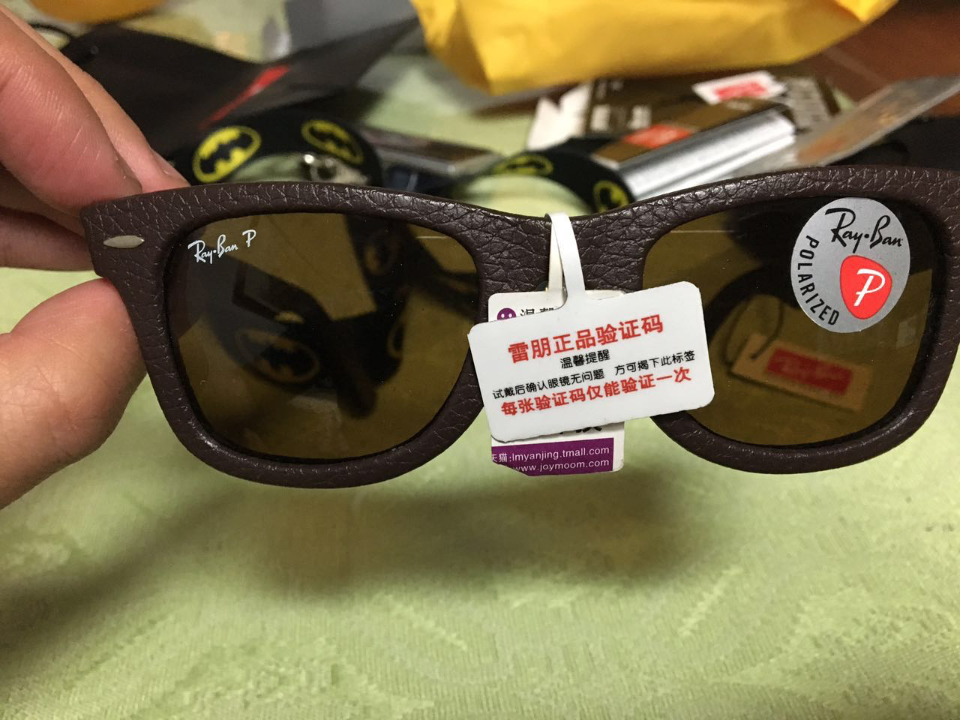 Ray-Ban P
Ray-Ban
POLARIZED
P
雷朋正品验证码
温馨提醒
试戴后确认眼镜无问题 方可揭下此标签
每张验证码仅能验证一次
天猫:lmyanjing.tmall.com
www.joymoom.com